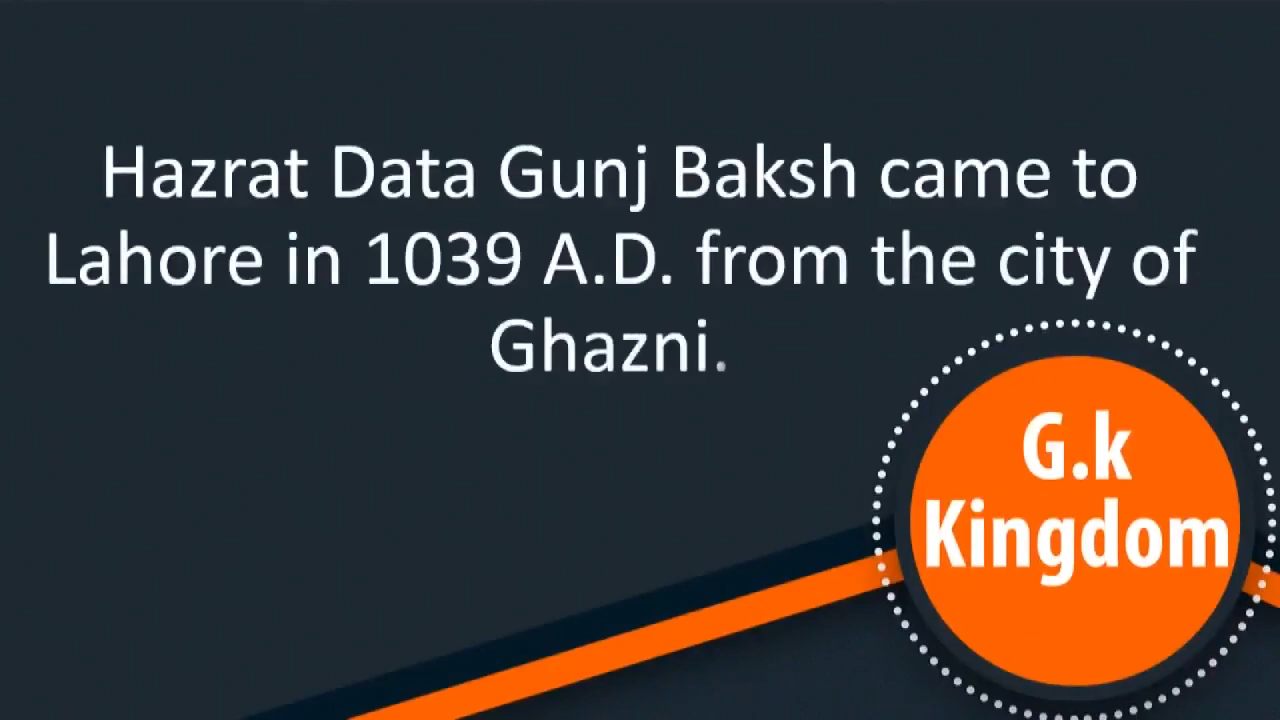 Hazrat Data Gunj Baksh came to
Lahore in 1039 A.D. from the city of
Ghazni.
G.k
Kingdom